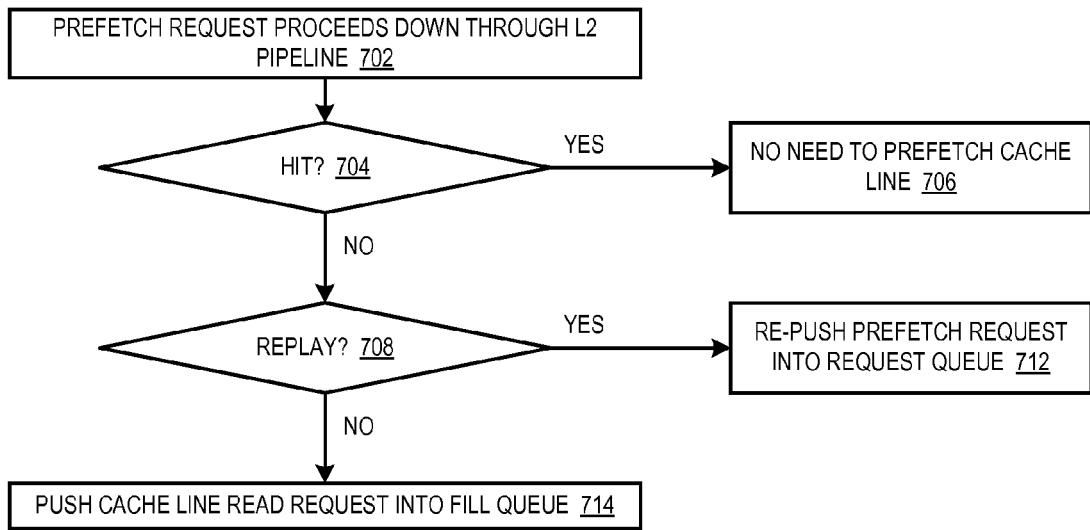 PREFETCH REQUEST PROCEEDS DOWN THROUGH L2
PIPELINE 702
HIT? 704
YES
NO NEED TO PREFETCH CACHE
LINE 706
NO
REPLAY? 708
YES
RE-PUSH PREFETCH REQUEST
INTO REQUEST QUEUE 712
NO
PUSH CACHE LINE READ REQUEST INTO FILL QUEUE 714